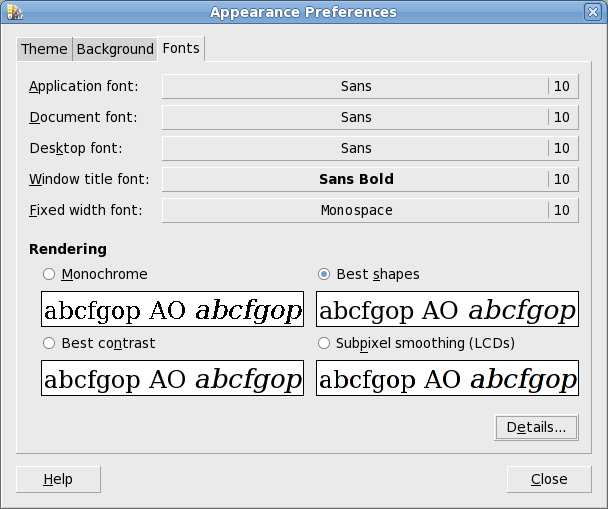 Appearance Preferences
Theme Background Fonts
Application font: Sans 10
Document font: Sans 10
Desktop font: Sans 10
Window title font: Sans Bold 10
Fixed width font: Monospace 10
Rendering
Monochrome Best shapes
abcfgop AO abcfgop abcfgop AO abcfgop
Best contrast Subpixel smoothing (LCDs)
abcfgop AO abcfgop abcfgop AO abcfgop
Details...
Help Close